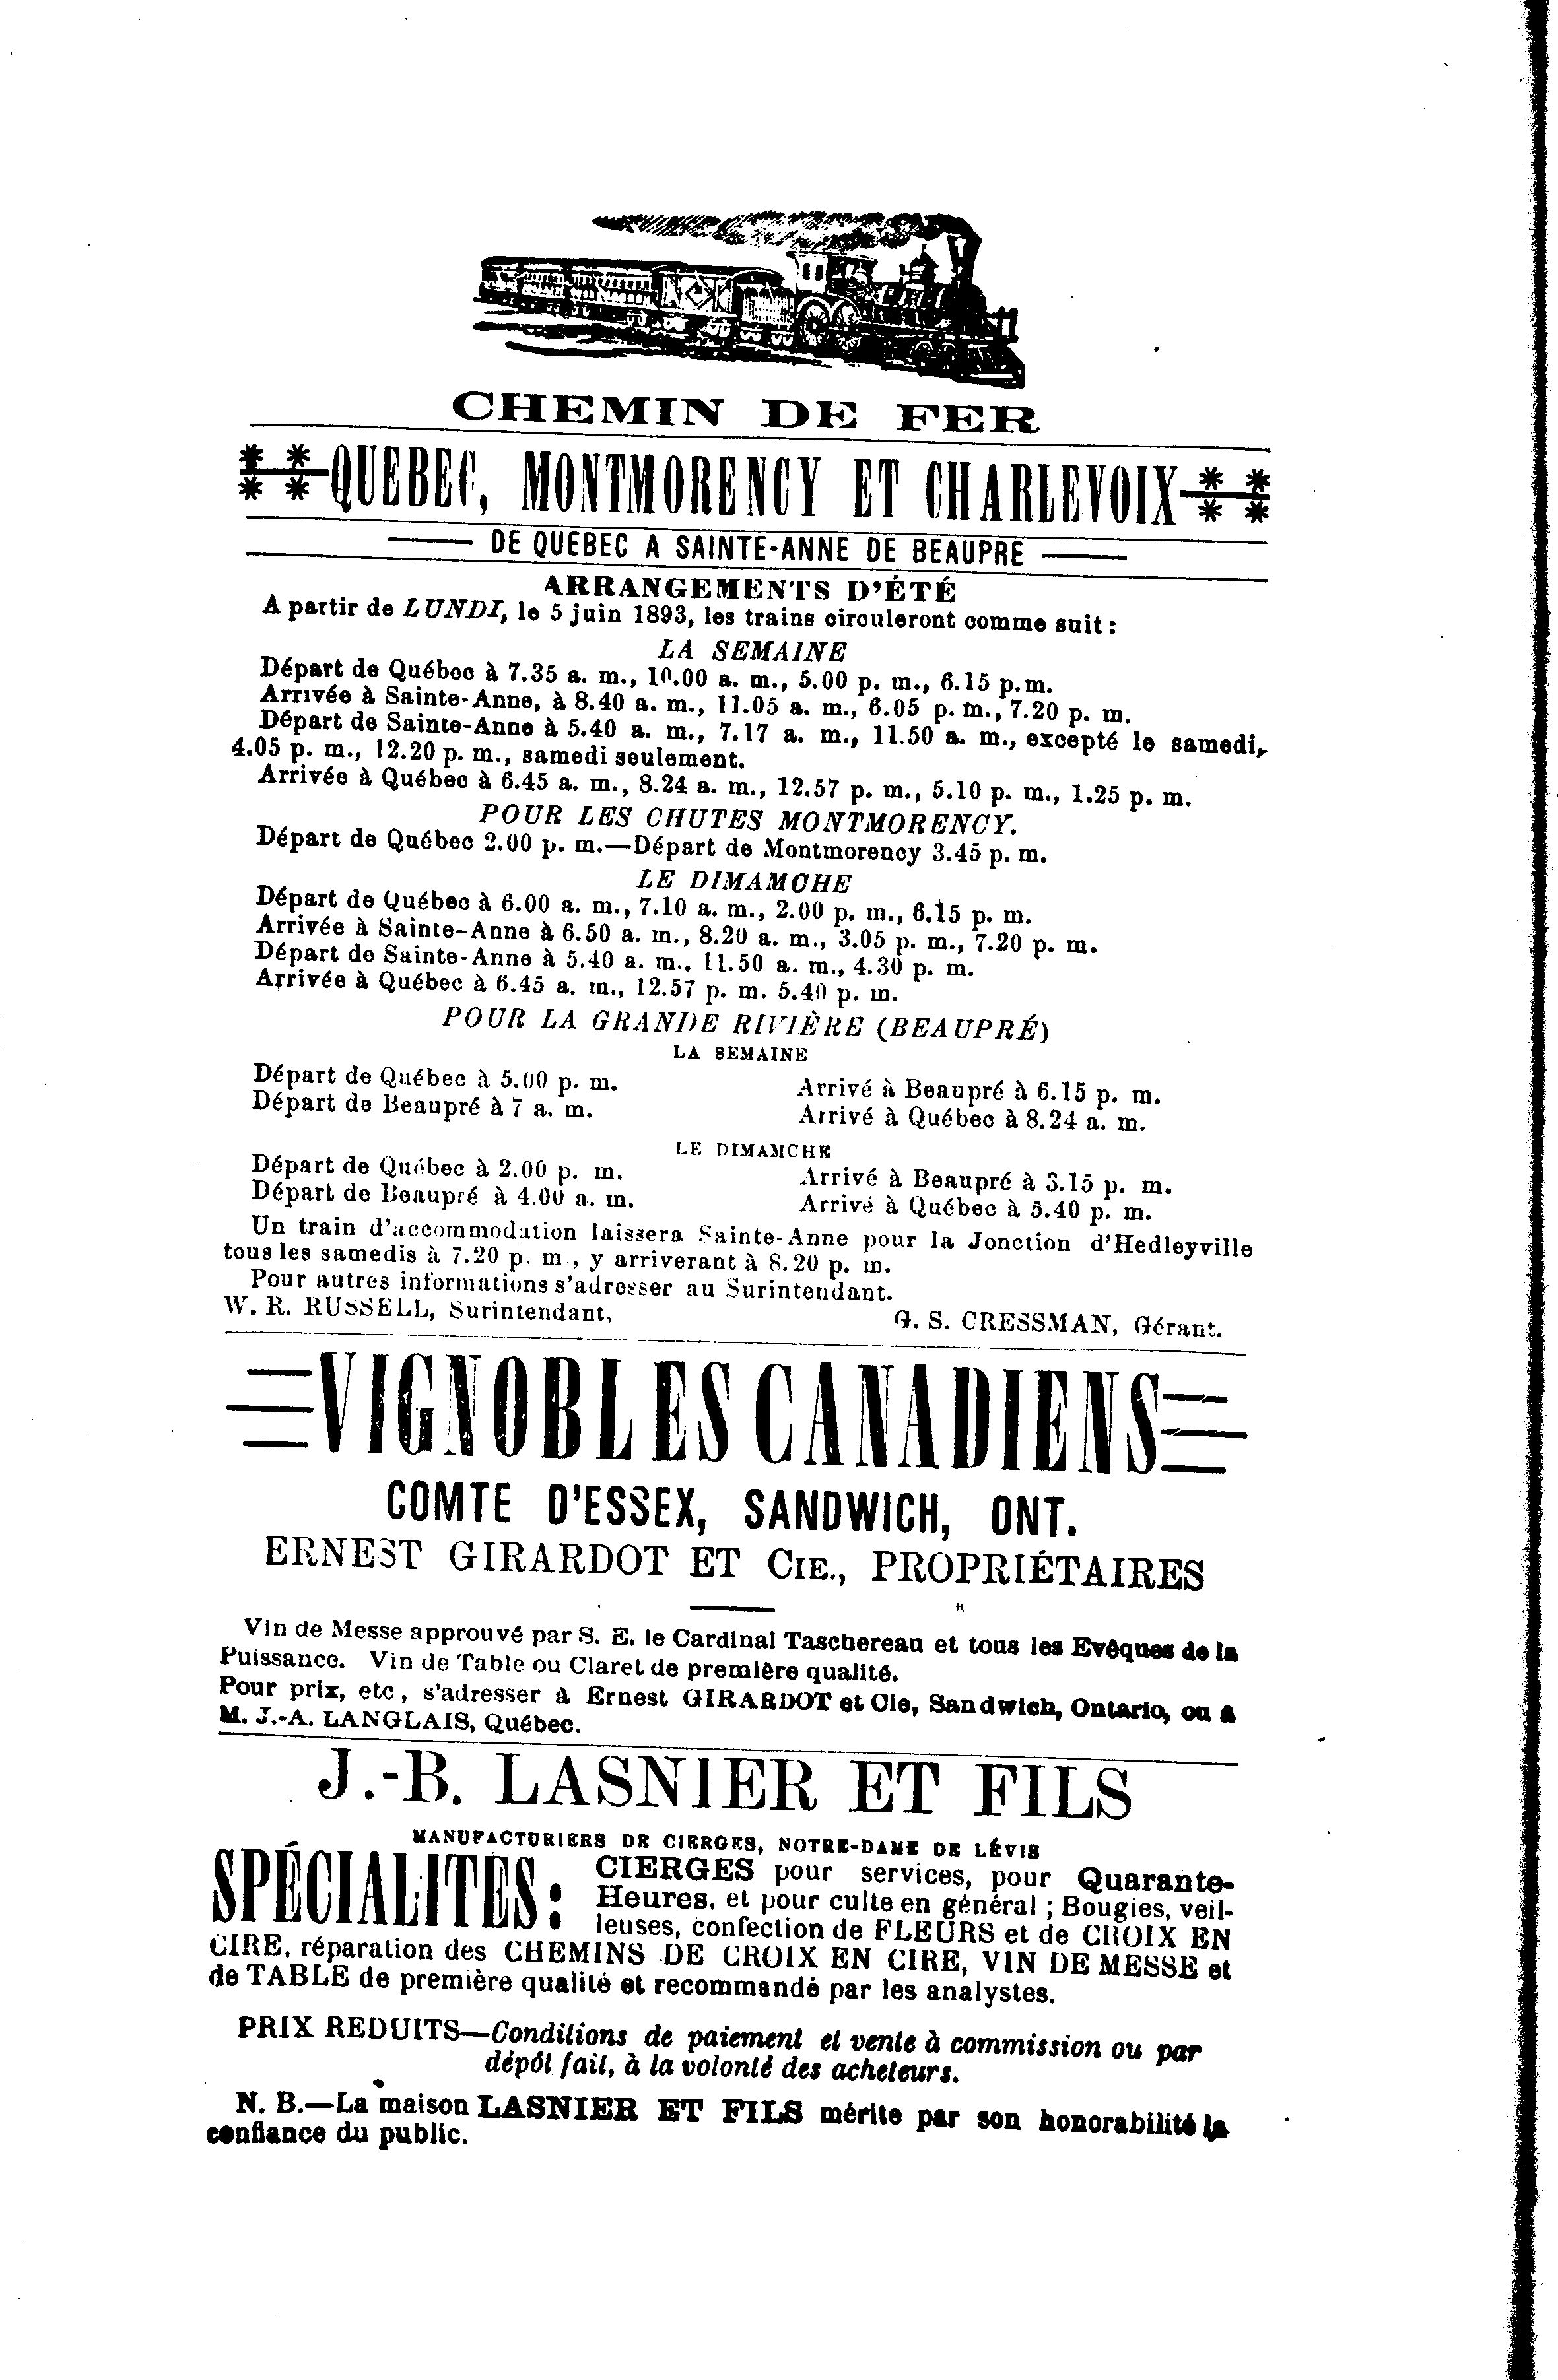 CHEMIN DE FER
QUEBEC, MONTMORENCY ET CHARLEVOIX
DE QUEBEC A SAINTE-ANNE DE BEAUPRE
ARRANGEMENTS D'ÉTÉ
A partir de LUNDI, le 5 juin 1893, les trains circuleront comme suit :
LA SEMAINE
Départ de Québec à 7.35 a. m., 10.00 a. m., 5.00 p. m., 6.15 p.m.
Arrivée à Sainte-Anne, à 8.40 a. m., 11.05 a. m., 6.05 p. m., 7.20 p. m.
Départ de Sainte-Anne à 5.40 a. m., 7.17 a. m., 11.50 a. m., excepté le samedi,
4.05 p. m., 12.20 p. m., samedi seulement.
Arrivée à Québec à 6.45 a. m., 8.24 a. m., 12.57 p. m., 5.10 p. m., 1.25 p. m.
POUR LES CHUTES MONTMORENCY.
Départ de Québec 2.00 p. m.—Départ de Montmorency 3.45 p. m.
LE DIMAMCHE
Départ de Québec à 6.00 a. m., 7.10 a. m., 2.00 p. m., 6.15 p. m.
Arrivée à Sainte-Anne à 6.50 a. m., 8.20 a. m., 3.05 p. m., 7.20 p. m.
Départ de Sainte-Anne à 5.40 a. m., 11.50 a. m., 4.30 p. m.
Arrivée à Québec à 6.45 a. m., 12.57 p. m. 5.40 p. m.
POUR LA GRANDE RIVIÈRE (BEAUPRÉ)
LA SEMAINE
Départ de Québec à 5.00 p. m. Arrivé à Beaupré à 6.15 p. m.
Départ de Beaupré à 7 a. m. Arrivé à Québec à 8.24 a. m.
LE DIMAMCHE
Départ de Québec à 2.00 p. m. Arrivé à Beaupré à 3.15 p. m.
Départ de Beaupré à 4.00 a. m. Arrivé à Québec à 5.40 p. m.
Un train d'accommodation laissera Sainte-Anne pour la Jonction d'Hedleyville
tous les samedis à 7.20 p. m , y arriverant à 8.20 p. m.
Pour autres informations s'adresser au Surintendant.
W. R. RUSSELL, Surintendant, G. S. CRESSMAN, Gérant.
VIGNOBLES CANADIENS
COMTE D'ESSEX, SANDWICH, ONT.
ERNEST GIRARDOT ET CIE., PROPRIÉTAIRES
Vin de Messe approuvé par S. E. le Cardinal Taschereau et tous les Evêques de la
Puissance. Vin de Table ou Claret de première qualité.
Pour prix, etc., s'adresser à Ernest GIRARDOT et Cie, Sandwich, Ontario, ou à
M. J.-A. LANGLAIS, Québec.
J.-B. LASNIER ET FILS
MANUFACTURIERS DE CIERGES, NOTRE-DAME DE LÉVIS
SPÉCIALITES: CIERGES pour services, pour Quarante-
Heures, et pour culte en général ; Bougies, veil-
leuses, confection de FLEURS et de CROIX EN
CIRE, réparation des CHEMINS DE CROIX EN CIRE, VIN DE MESSE et
de TABLE de première qualité et recommandé par les analystes.
PRIX REDUITS—Conditions de paiement et vente à commission ou par
dépôt fait, à la volonté des acheteurs.
N. B.—La maison LASNIER ET FILS mérite par son honorabilité la
confiance du public.